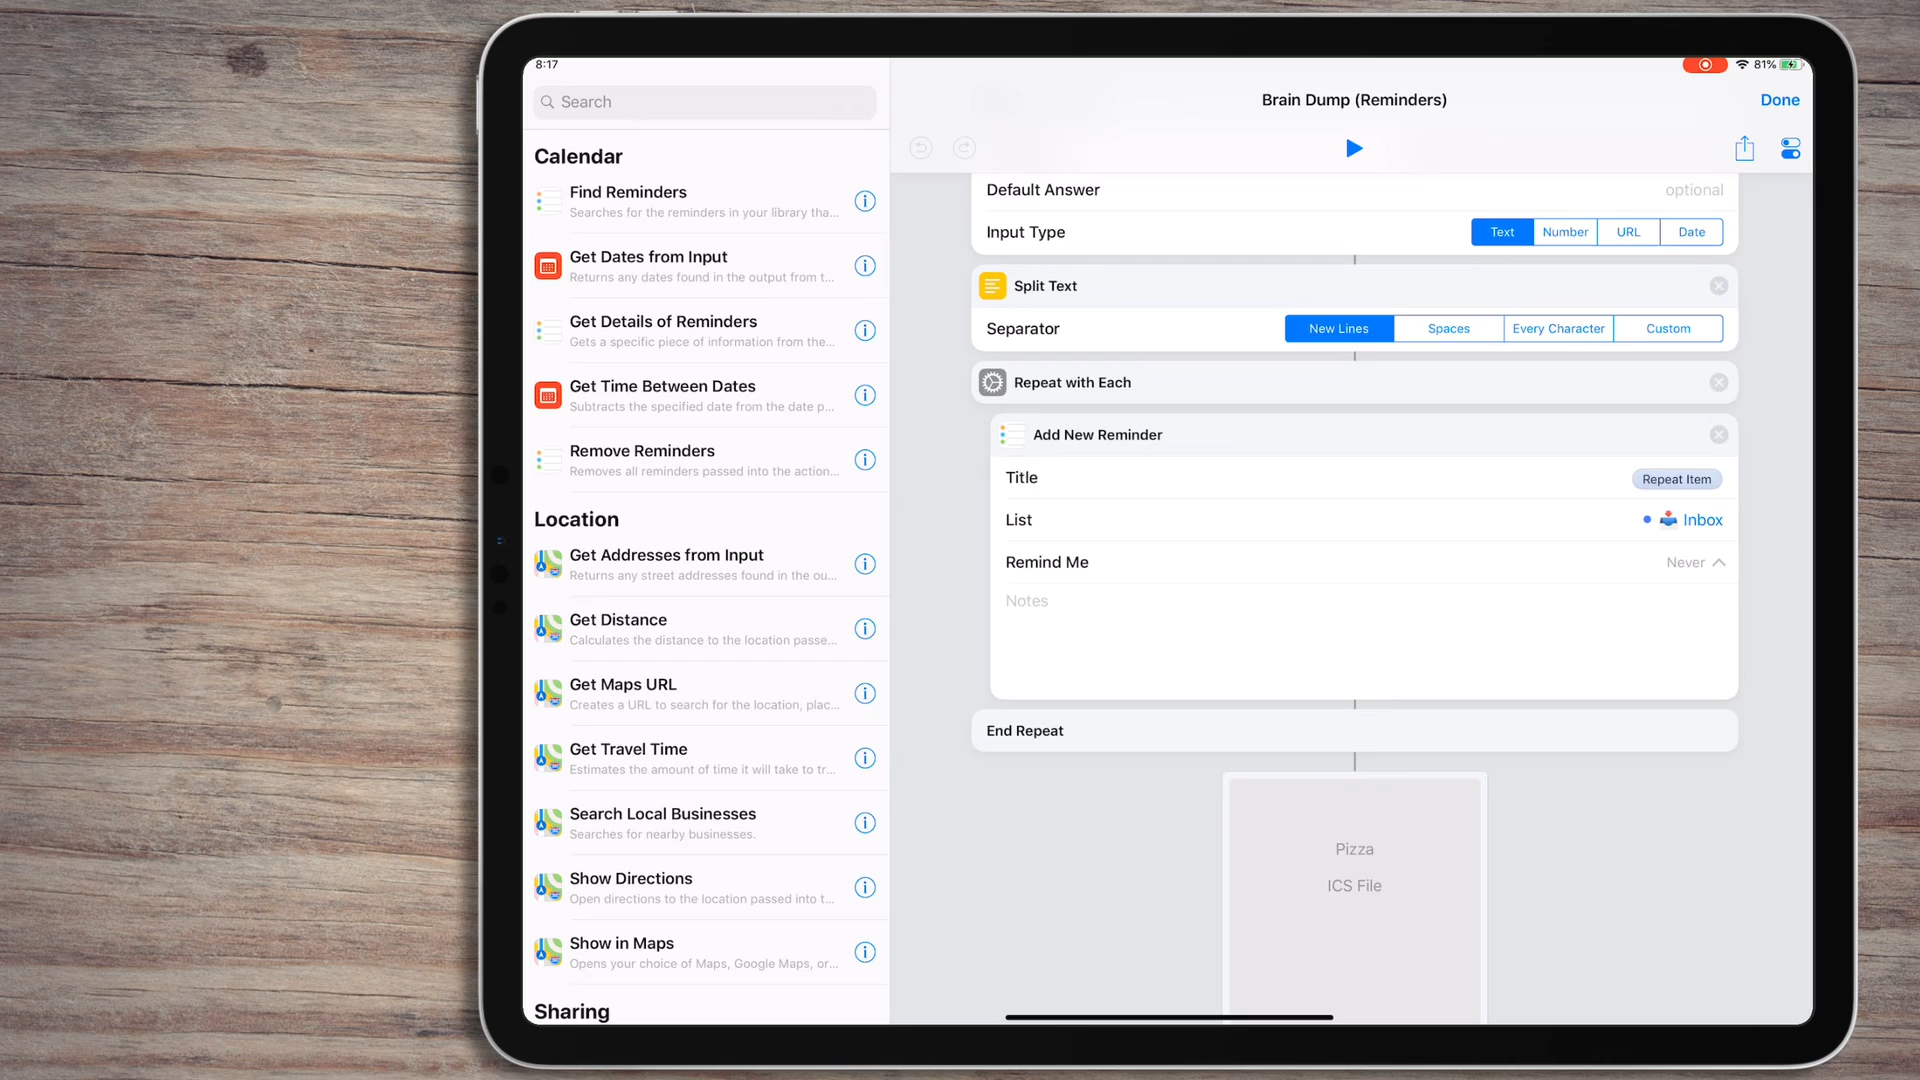 8:17
81%
Search
Calendar
Find Reminders
Searches for the reminders in your library tha...
Get Dates from Input
Returns any dates found in the output from t...
Get Details of Reminders
Gets a specific piece of information from the...
Get Time Between Dates
Subtracts the specified date from the date p...
Remove Reminders
Removes all reminders passed into the action...
Location
Get Addresses from Input
Returns any street addresses found in the ou...
Get Distance
Calculates the distance to the location passe...
Get Maps URL
Creates a URL to search for the location, plac...
Get Travel Time
Estimates the amount of time it will take to tr...
Search Local Businesses
Searches for nearby businesses.
Show Directions
Open directions to the location passed into t...
Show in Maps
Opens your choice of Maps, Google Maps, or...
Sharing
Brain Dump (Reminders)
Done
Default Answer optional
Input Type Text Number URL Date
Split Text
Separator New Lines Spaces Every Character Custom
Repeat with Each
Add New Reminder
Title Repeat Item
List Inbox
Remind Me Never
Notes
End Repeat
Pizza
ICS File